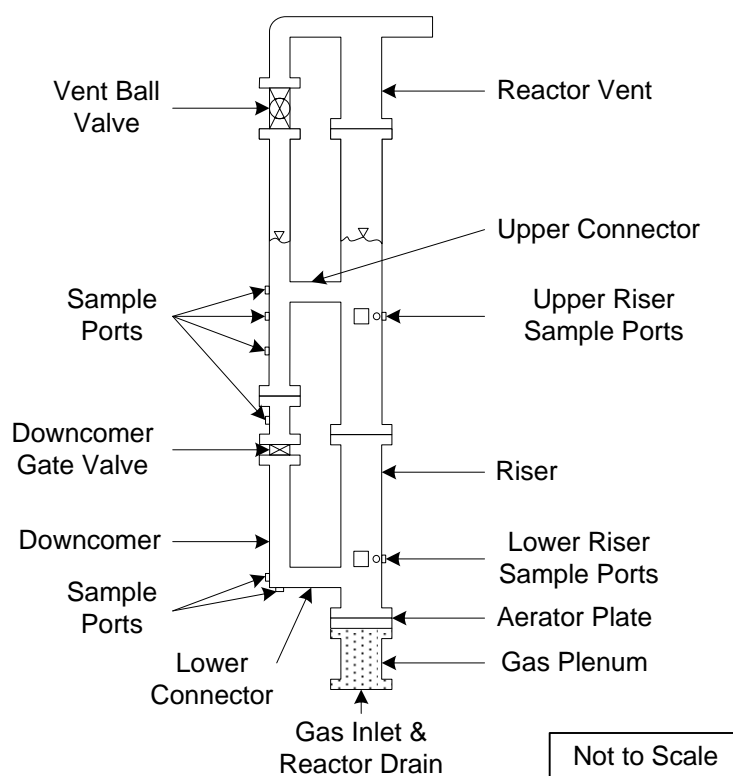 Vent Ball
Valve
Reactor Vent
Upper Connector
Sample
Ports
Upper Riser
Sample Ports
Downcomer
Gate Valve
Riser
Downcomer
Lower Riser
Sample Ports
Sample
Ports
Aerator Plate
Lower
Connector
Gas Plenum
Gas Inlet &
Reactor Drain
Not to Scale